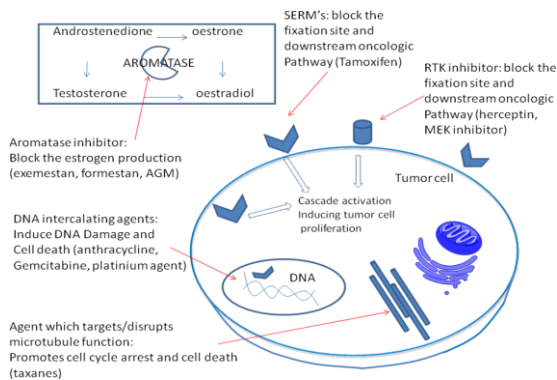 Androstenedione oestrone
AROMATASE
Testosterone oestradiol
SERM's: block the
fixation site and
downstream oncologic
Pathway (Tamoxifen)
RTK inhibitor: block the
fixation site and
downstream oncologic
Pathway (herceptin,
MEK inhibitor)
Aromatase inhibitor:
Block the estrogen production
(exemestan, formestan, AGM)
Tumor cell
Cascade activation
Inducing tumor cell
proliferation
DNA intercalating agents:
Induce DNA Damage and
Cell death (anthracycline,
Gemcitabine, platinium agent)
DNA
Agent which targets/disrupts
microtubule function:
Promotes cell cycle arrest and cell death
(taxanes)